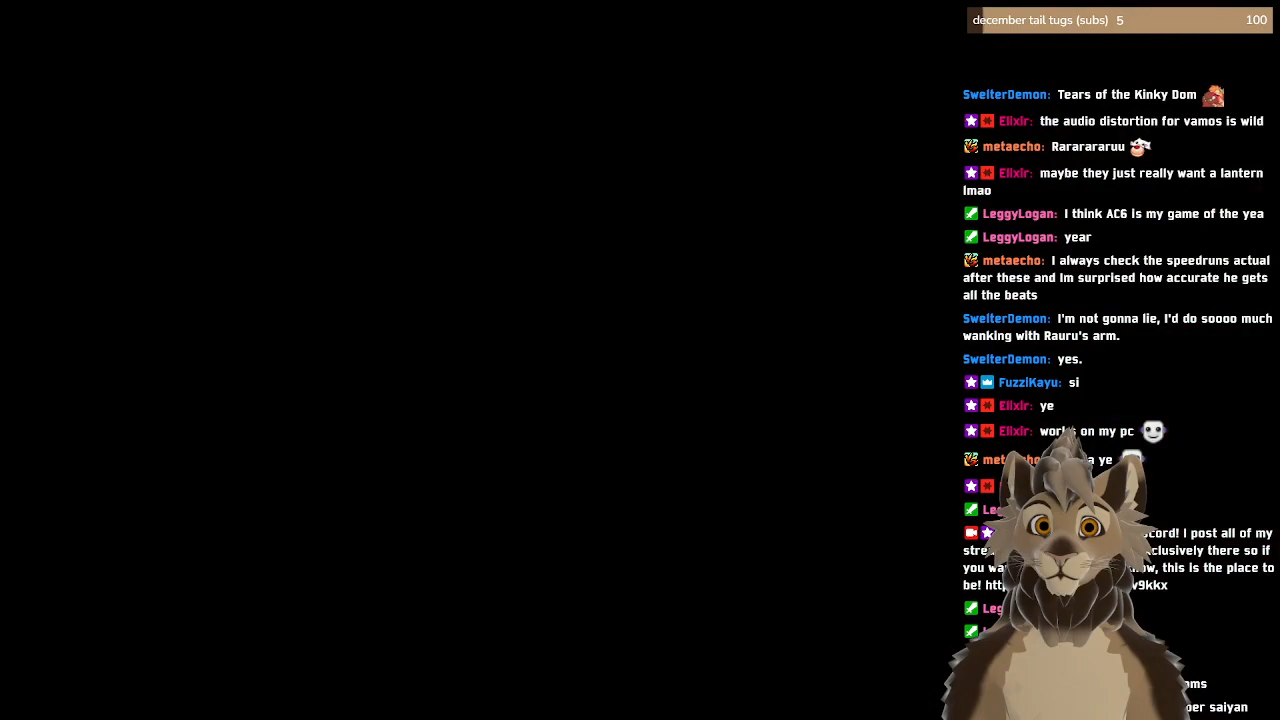 december tail tugs (subs) 5 100
SwelterDemon: Tears of the Kinky Dom
Elixir: the audio distortion for vamos is wild
metaecho: Rararararuu
Elixir: maybe they just really want a lantern
lmao
LeggyLogan: I think AC6 is my game of the yea
LeggyLogan: year
metaecho: I always check the speedruns actual
after these and Im surprised how accurate he gets
all the beats
SwelterDemon: I'm not gonna lie, I'd do soooo much
wanking with Rauru's arm.
SwelterDemon: yes.
FuzziKayu: si
Elixir: ye
Elixir: works on my pc
ye
I post all of my
exclusively there so if
this is the place to
be!
saiyan